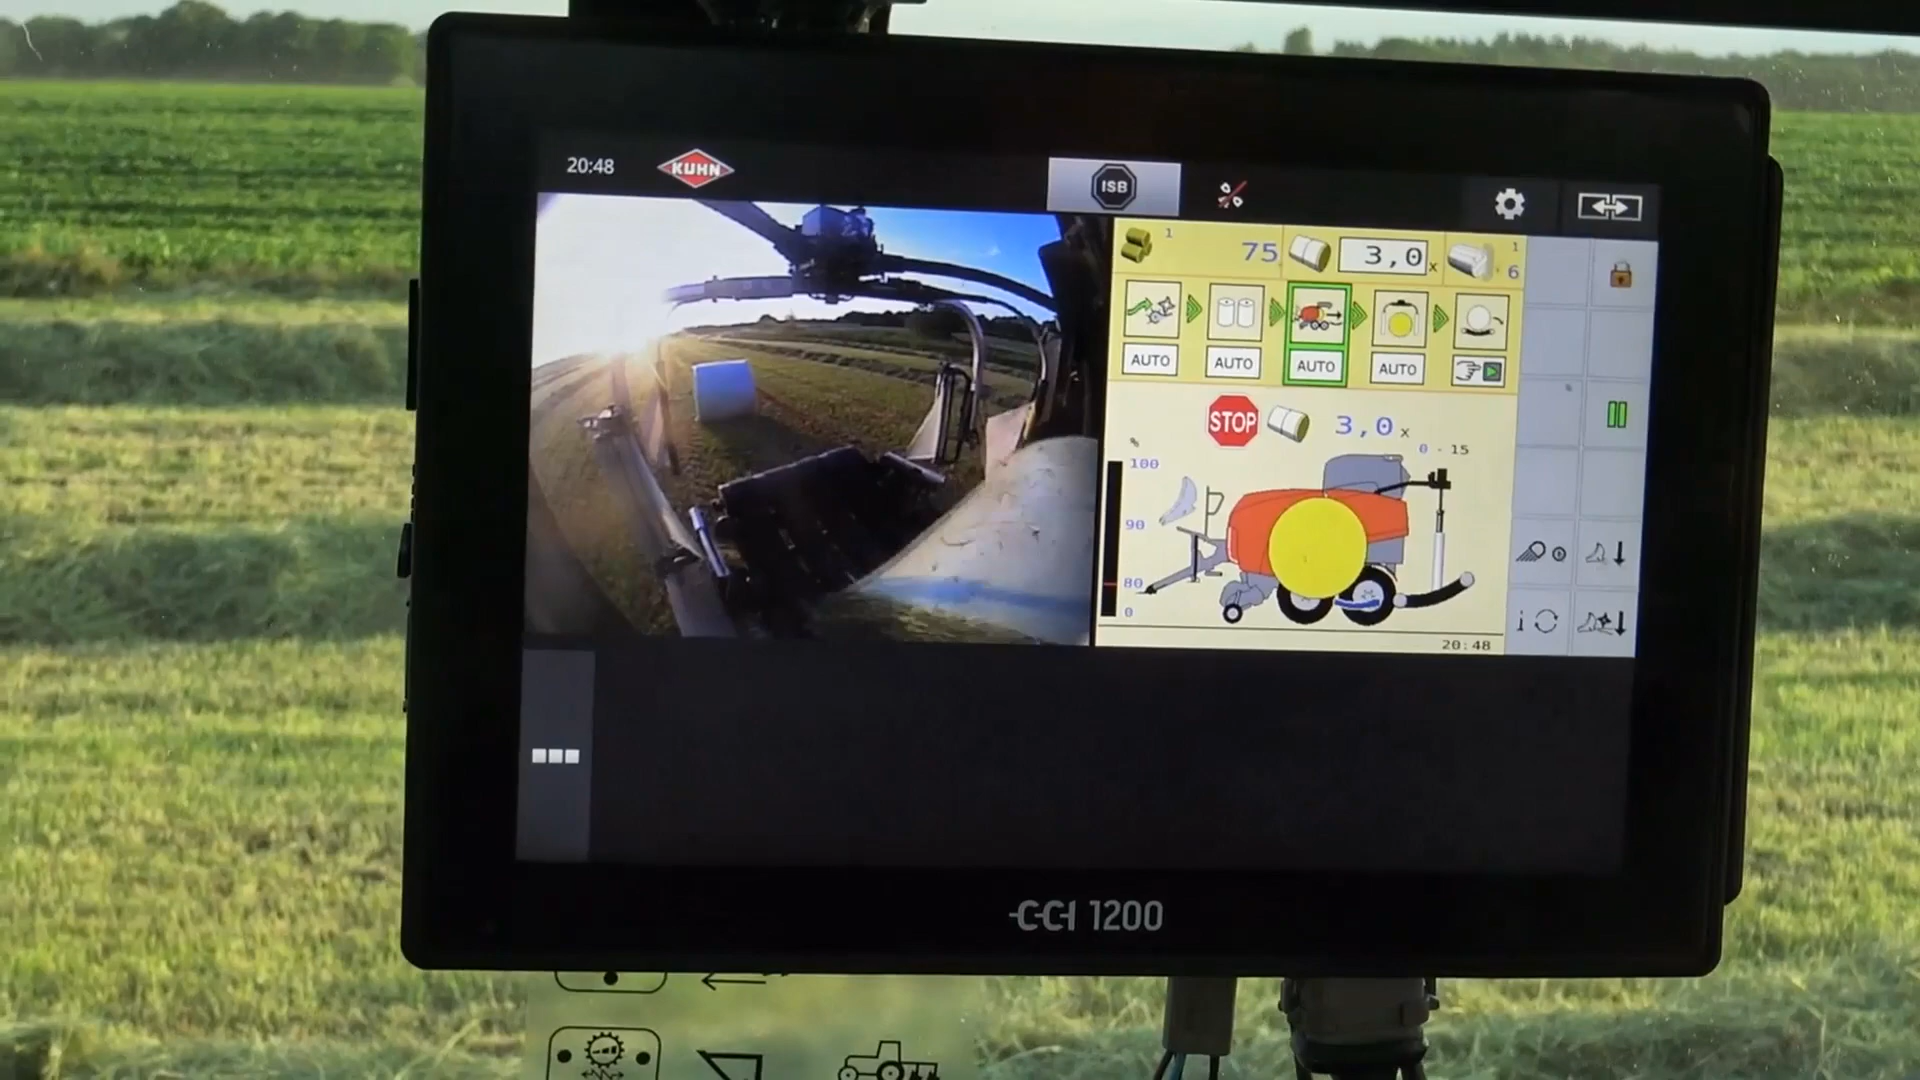 20:48
KUHN
ISB
1
75
3,0 x
1
6
AUTO
AUTO
AUTO
AUTO
STOP
3,0 x
0 - 15
%
100
90
80
0
i
20:48
CCI 1200